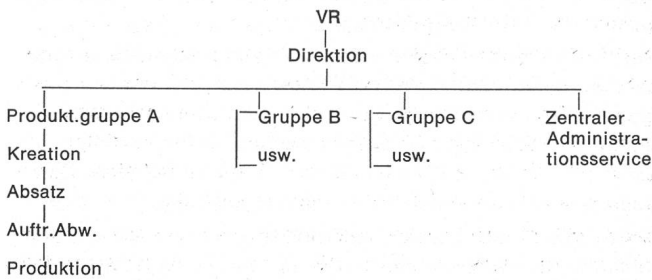 VR
Direktion
Produkt.gruppe A
Gruppe B
Gruppe C
Zentraler
Administra-
tionsservice
Kreation
usw.
usw.
Absatz
Auftr.Abw.
Produktion